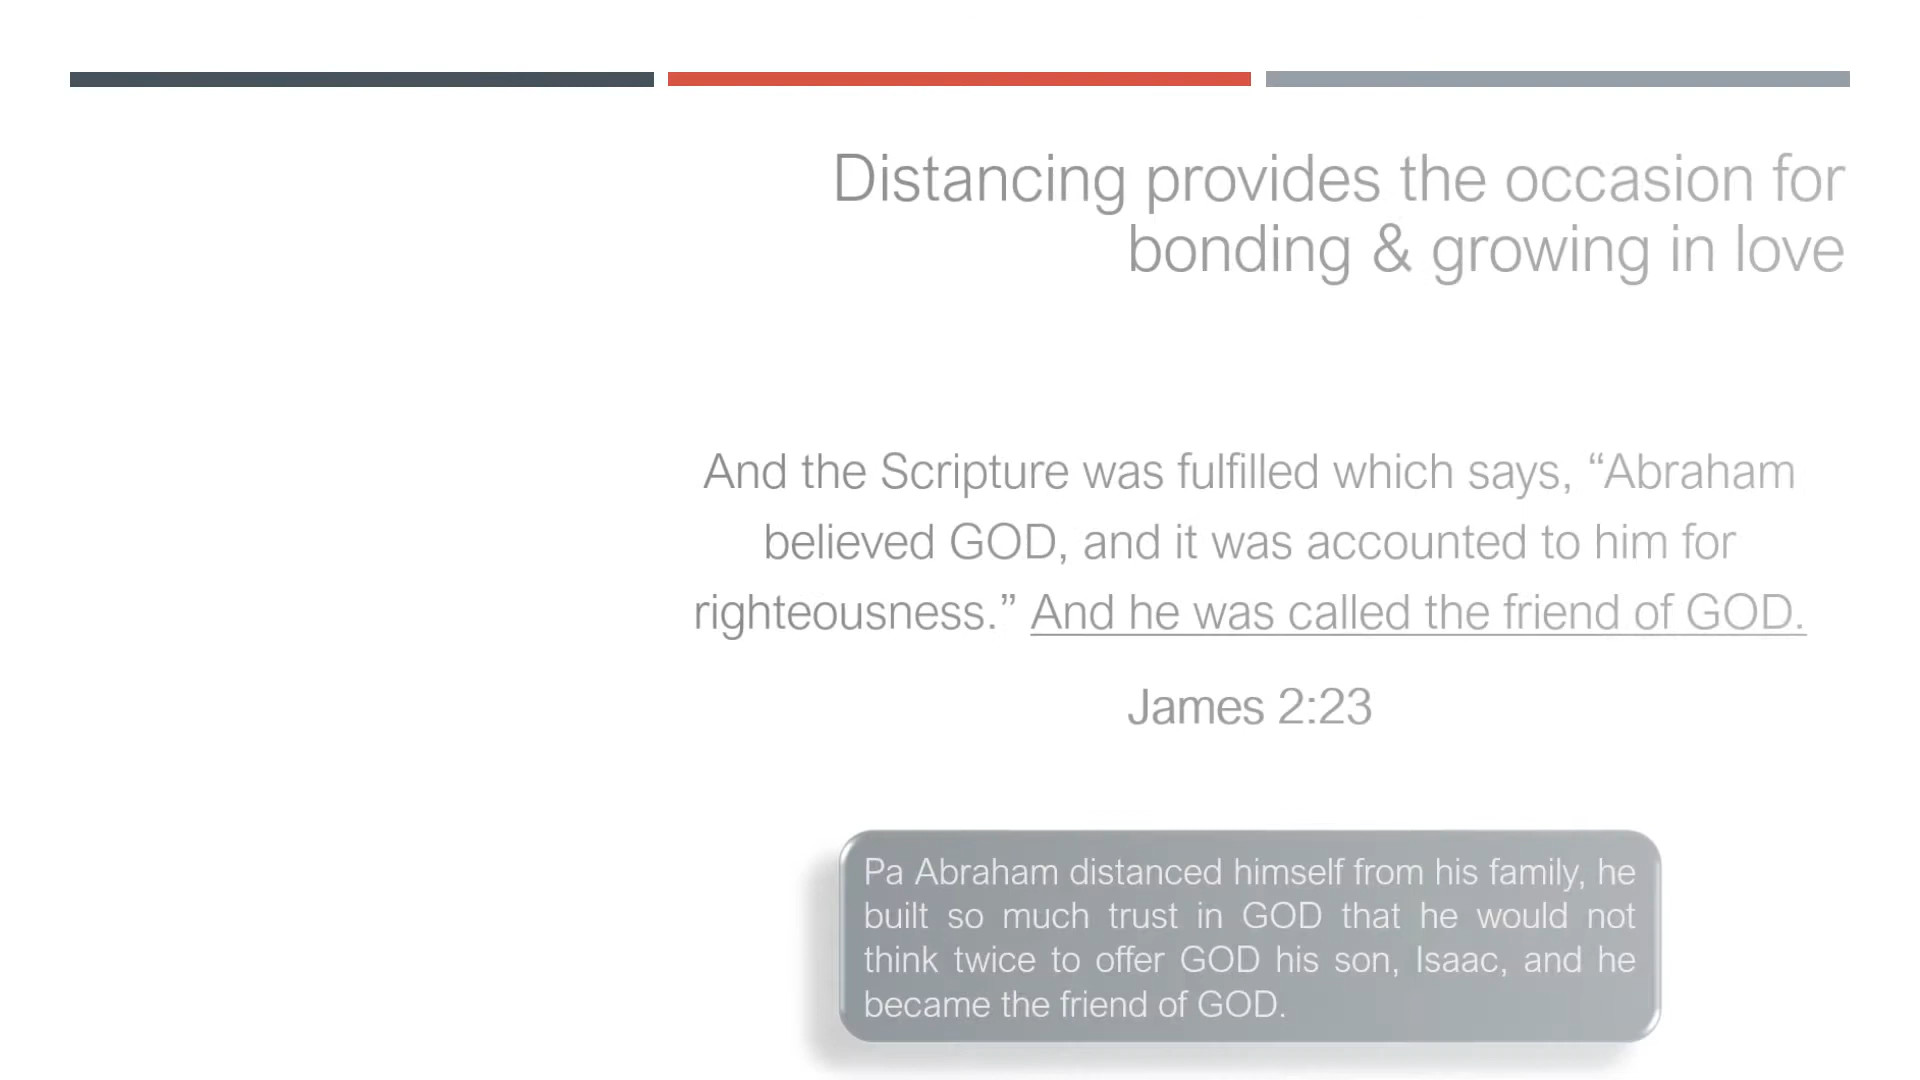 Distancing provides the occasion for
bonding & growing in love
And the Scripture was fulfilled which says, “Abraham
believed GOD, and it was accounted to him for
righteousness.” And he was called the friend of GOD.
James 2:23
Pa Abraham distanced himself from his family, he
built so much trust in GOD that he would not
think twice to offer GOD his son, Isaac, and he
became the friend of GOD.